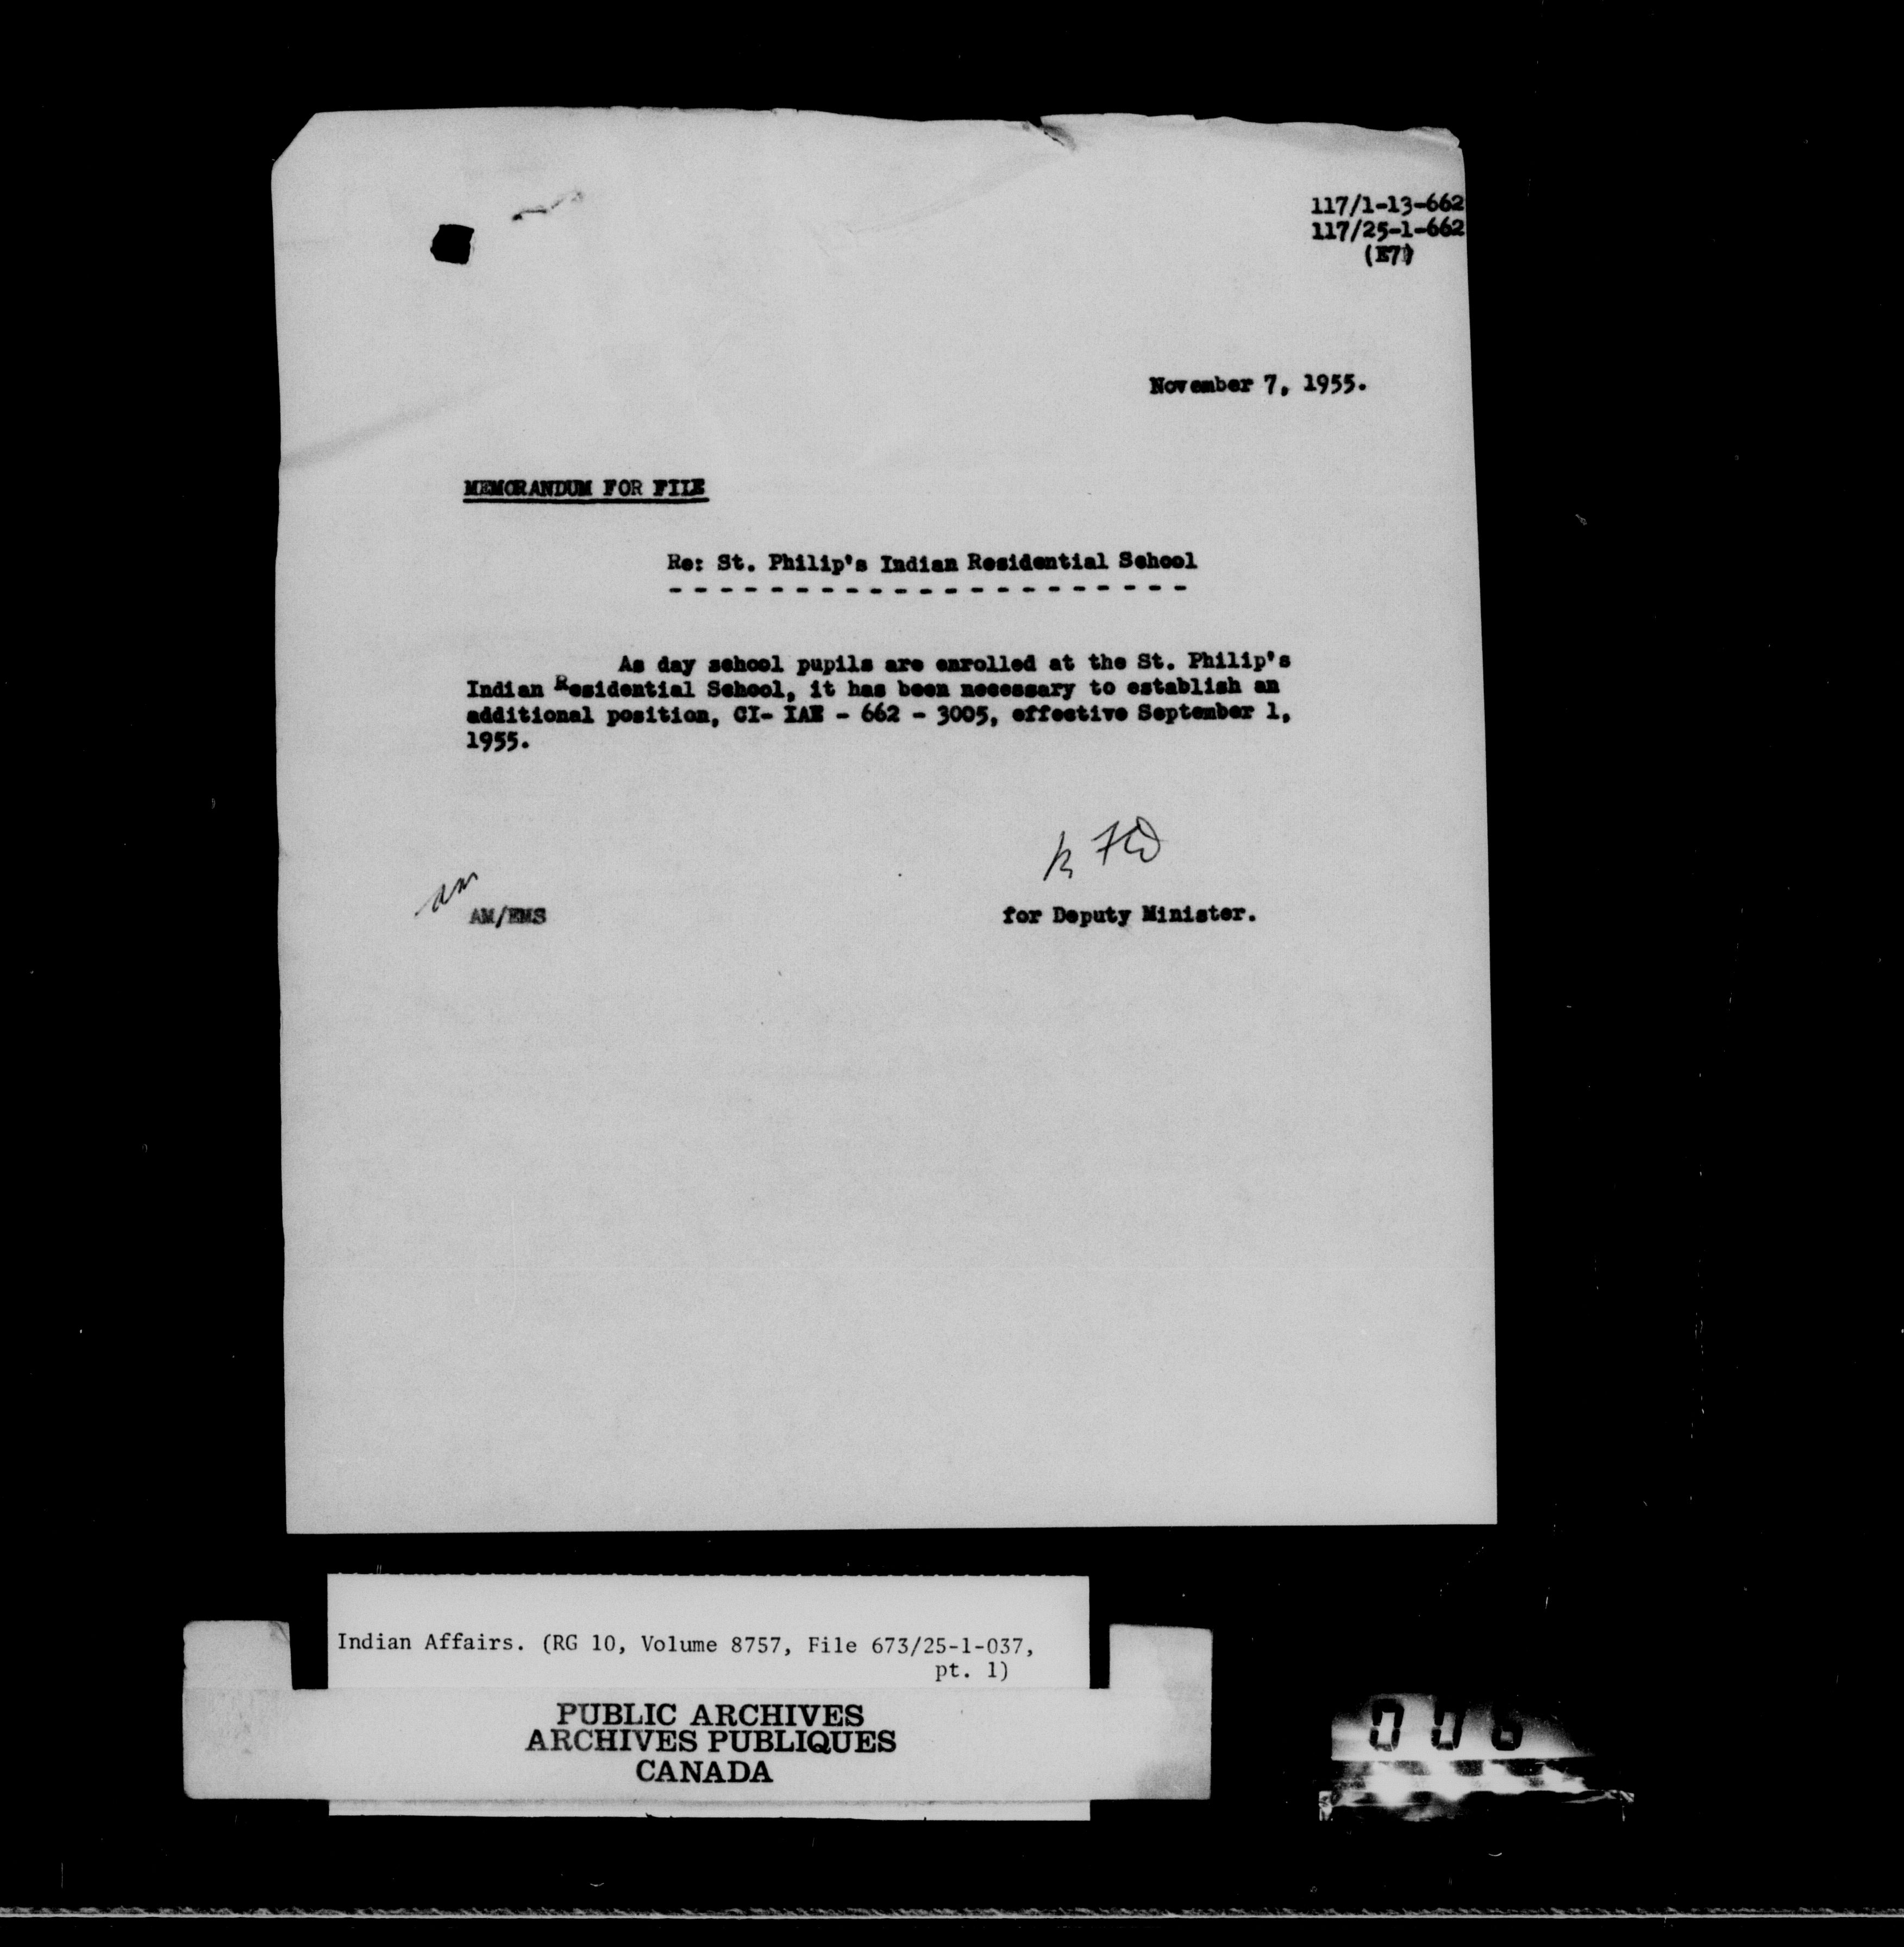 117/1-13-662
117/25-1-662
(E7)
November 7, 1955.
MEMORANDUM FOR FILE
Re: St. Philip's Indian Residential School
- - - - - - - - - - - - - - - - - - - - -
As day school pupils are enrolled at the St. Philip's
Indian Residential School, it has been necessary to establish an
additional position, CI- IAE - 662 - 3005, effective September 1,
1955.
am
AM/EMS
for Deputy Minister.
Indian Affairs. (RG 10, Volume 8757, File 673/25-1-037,
pt. 1)
PUBLIC ARCHIVES
ARCHIVES PUBLIQUES
CANADA
006